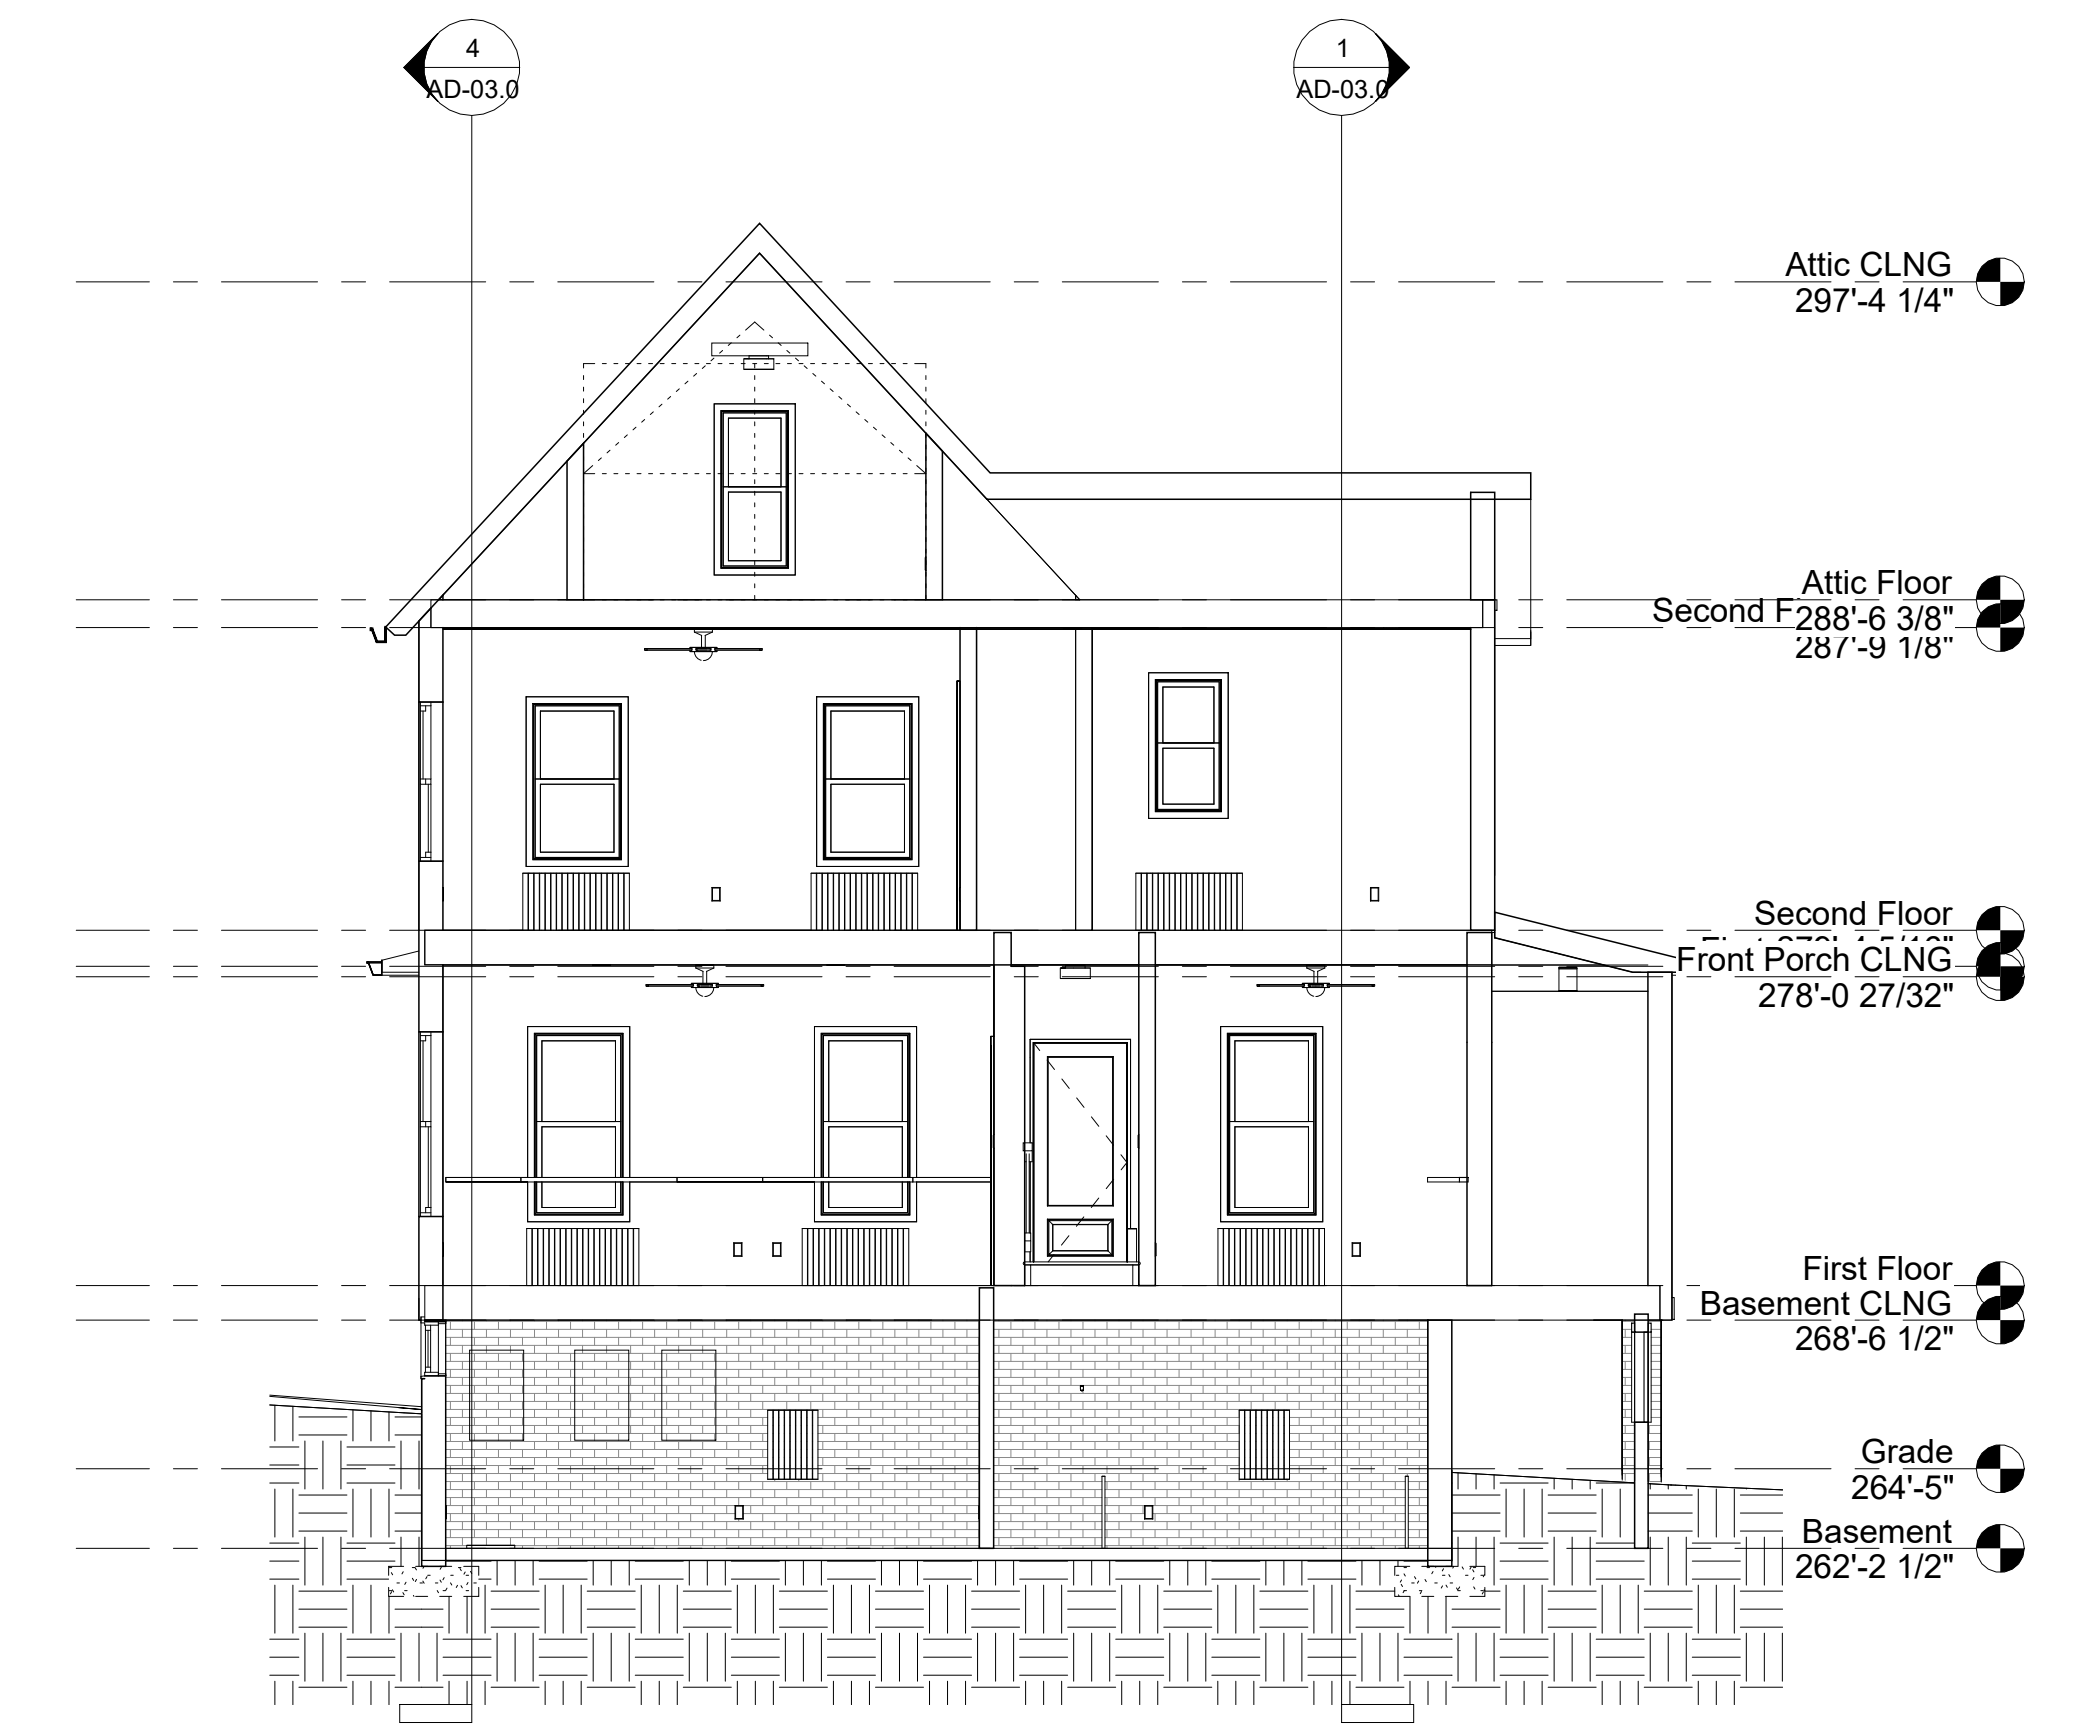 4
AD-03.0
1
AD-03.0
Attic CLNG
297'-4 1/4"
Attic Floor
Second F
288'-6 3/8"
287'-9 1/8"
Second Floor
Front Porch CLNG
278'-0 27/32"
First Floor
Basement CLNG
268'-6 1/2"
Grade
264'-5"
Basement
262'-2 1/2"